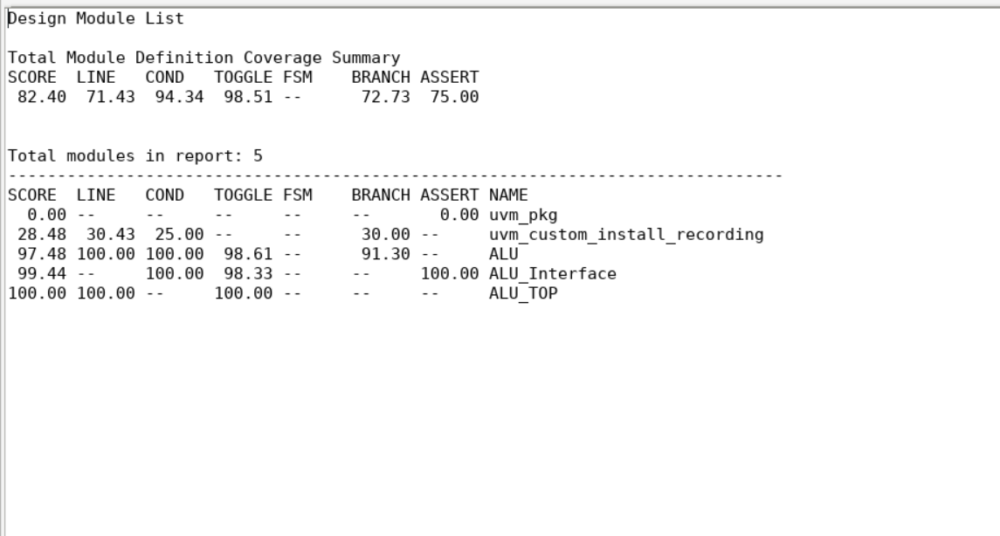 Design Module List
Total Module Definition Coverage Summary
SCORE  LINE   COND   TOGGLE FSM    BRANCH ASSERT
 82.40  71.43  94.34  98.51 --      72.73  75.00
Total modules in report: 5
-------------------------------------------------------------------------------
SCORE  LINE   COND   TOGGLE FSM    BRANCH ASSERT NAME
  0.00 --     --     --     --     --       0.00 uvm_pkg
 28.48  30.43  25.00 --     --      30.00 --     uvm_custom_install_recording
 97.48 100.00 100.00  98.61 --      91.30 --     ALU
 99.44 --     100.00  98.33 --     --     100.00 ALU_Interface
100.00 100.00 --     100.00 --     --     --     ALU_TOP